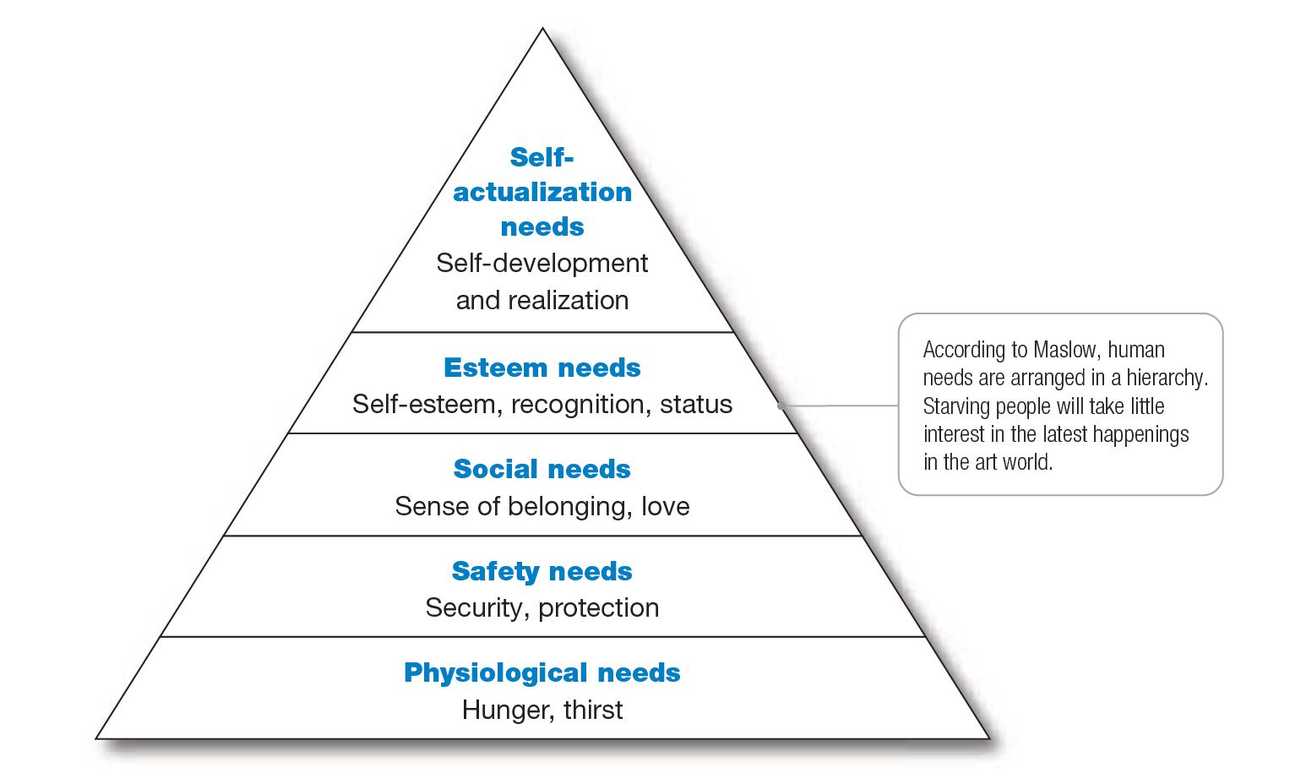 Self-
actualization
needs
Self-development
and realization
Esteem needs
Self-esteem, recognition, status
Social needs
Sense of belonging, love
Safety needs
Security, protection
Physiological needs
Hunger, thirst
According to Maslow, human
needs are arranged in a hierarchy.
Starving people will take little
interest in the latest happenings
in the art world.